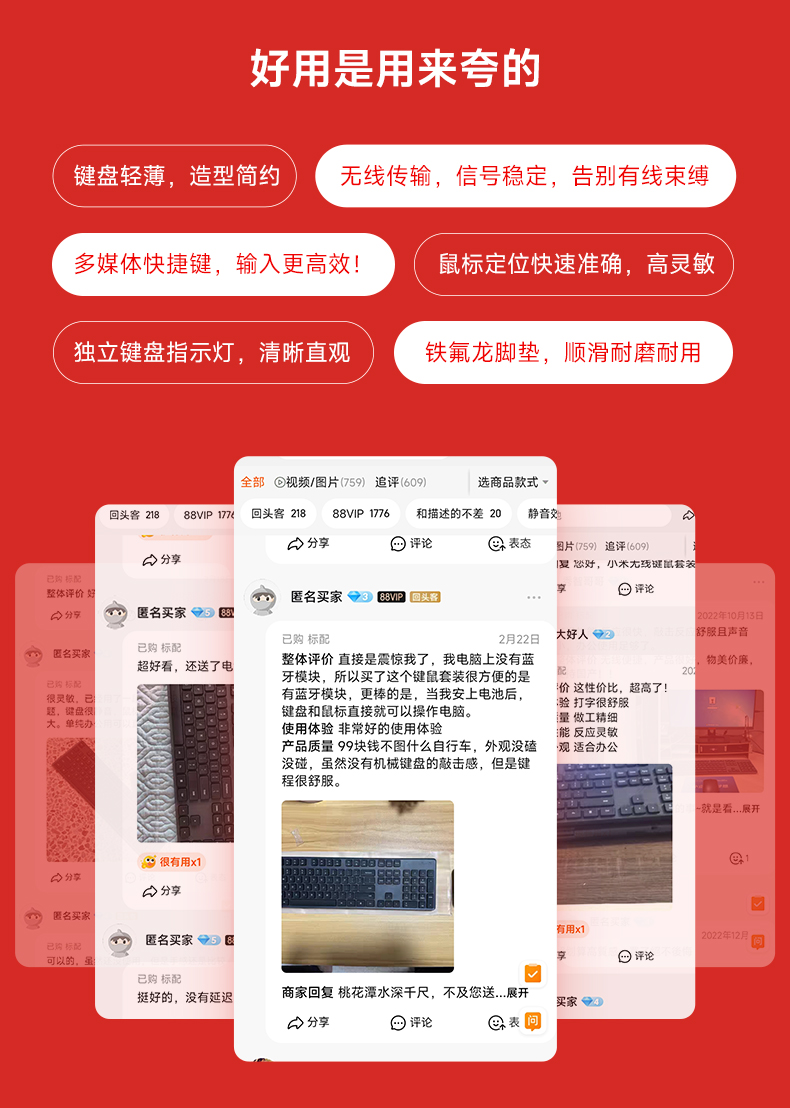 好用是用来夸的
键盘轻薄，造型简约
无线传输，信号稳定，告别有线束缚
多媒体快捷键，输入更高效！
鼠标定位快速准确，高灵敏
独立键盘指示灯，清晰直观
铁氟龙脚垫，顺滑耐磨耐用
全部 视频/图片(759) 追评(609) 选商品款式
回头客 218 88VIP 1776 和描述的不差 20 静音效
分享 评论 表态
匿名买家 3 88VIP 回头客
已购 标配 2月22日
整体评价 直接是震惊我了，我电脑上没有蓝
牙模块，所以买了这个键鼠套装很方便的是
有蓝牙模块，更棒的是，当我安上电池后，
键盘和鼠标直接就可以操作电脑。
使用体验 非常好的使用体验
产品质量 99块钱不图什么自行车，外观没磕
没碰，虽然没有机械键盘的敲击感，但是键
程很舒服。
商家回复 桃花潭水深千尺，不及您送...展开
分享 评论 表
问
回头客 218 88VIP 1776
分享
匿名买家 5
已购 标配
超好看，还送了电
很有用x1
分享
匿名买家 5
已购 标配
挺好的，没有延迟
图片(759) 追评(609)
复 您好，小米无线键鼠套装
评论
大好人 2
这性价比，超高了！
打字很舒服
做工精细
反应灵敏
适合办公
有用x1
评论
买家 4
已购 标配
整体评价 好
分享
匿名买家
已购 标配
很灵敏，已
题，键盘很
大。单纯办
分享
匿名买家
已购 标配
可以的，虽
2022年10月13日
舒服且声音
物美价廉，
就是看...展开
1
2022年12月
问